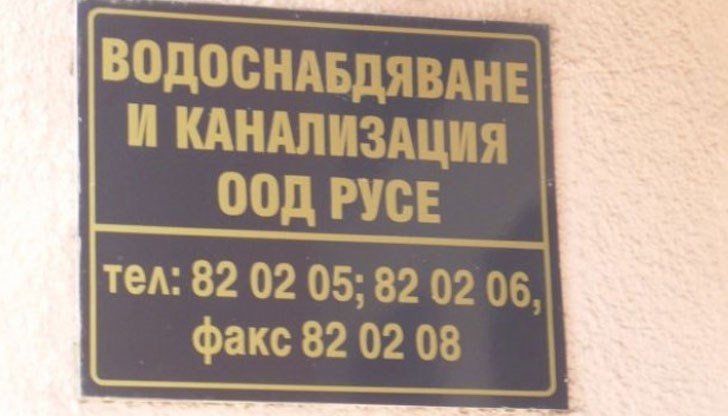 ВОДОСНАБДЯВАНЕ
И КАНАЛИЗАЦИЯ
ООД РУСЕ
тел: 82 02 05; 82 02 06,
факс 82 02 08